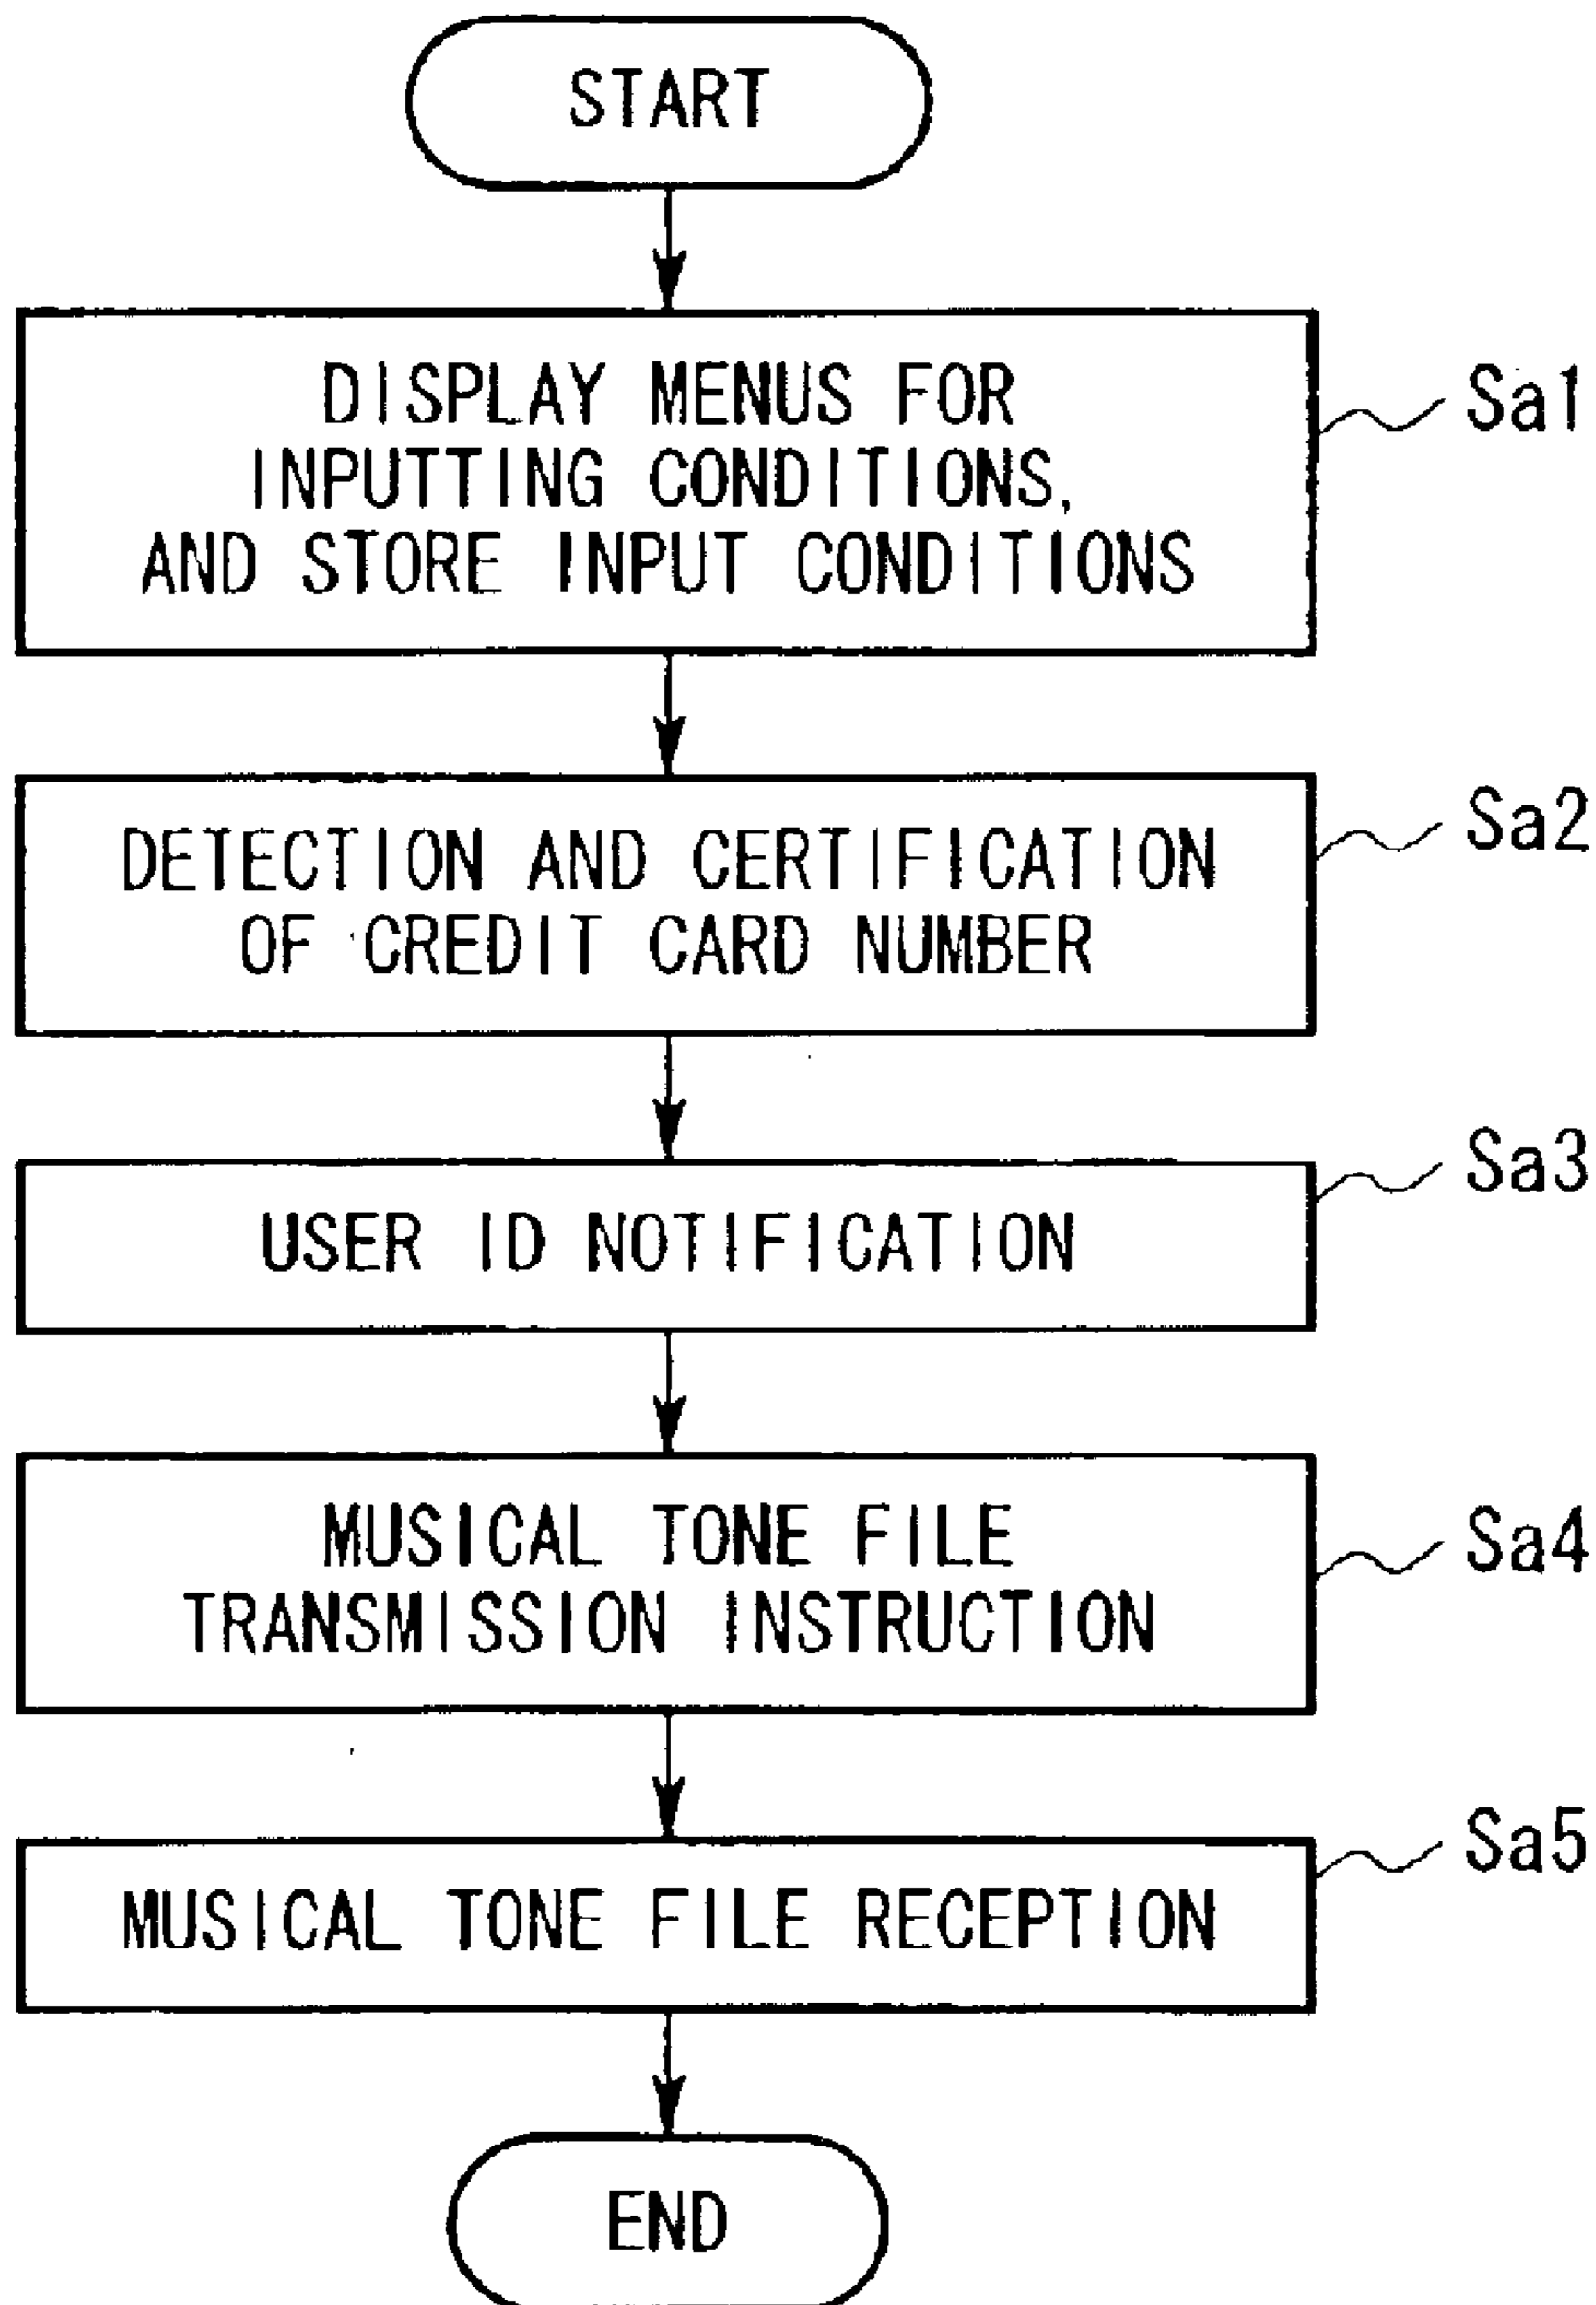 START
DISPLAY MENUS FOR
INPUTTING CONDITIONS,
AND STORE INPUT CONDITIONS
Sa1
DETECTION AND CERTIFICATION
OF CREDIT CARD NUMBER
Sa2
USER ID NOTIFICATION
Sa3
MUSICAL TONE FILE
TRANSMISSION INSTRUCTION
Sa4
MUSICAL TONE FILE RECEPTION
Sa5
END